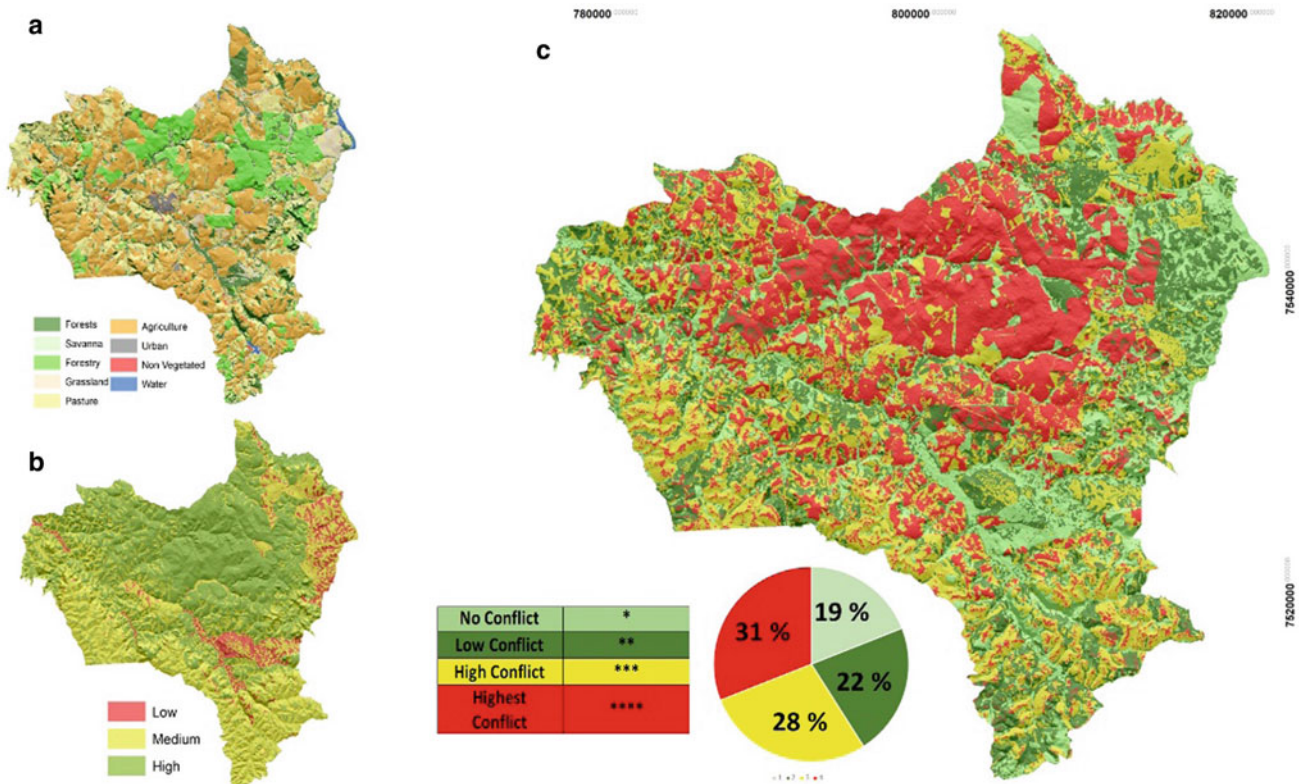 a
Forests
Savanna
Forestry
Grassland
Pasture
Agriculture
Urban
Non Vegetated
Water
b
Low
Medium
High
c
780000
800000
820000
7540000
7520000
No Conflict *
Low Conflict **
High Conflict ***
Highest Conflict ****
19 %
22 %
28 %
31 %